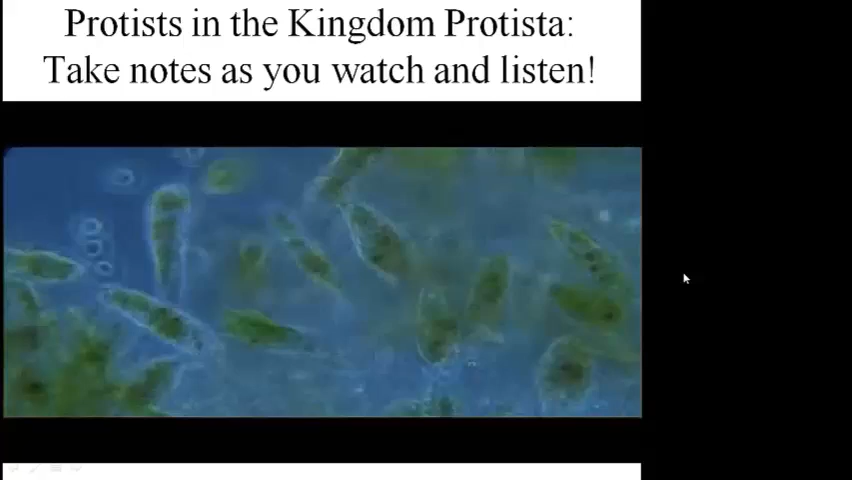 Protists in the Kingdom Protista:
Take notes as you watch and listen!